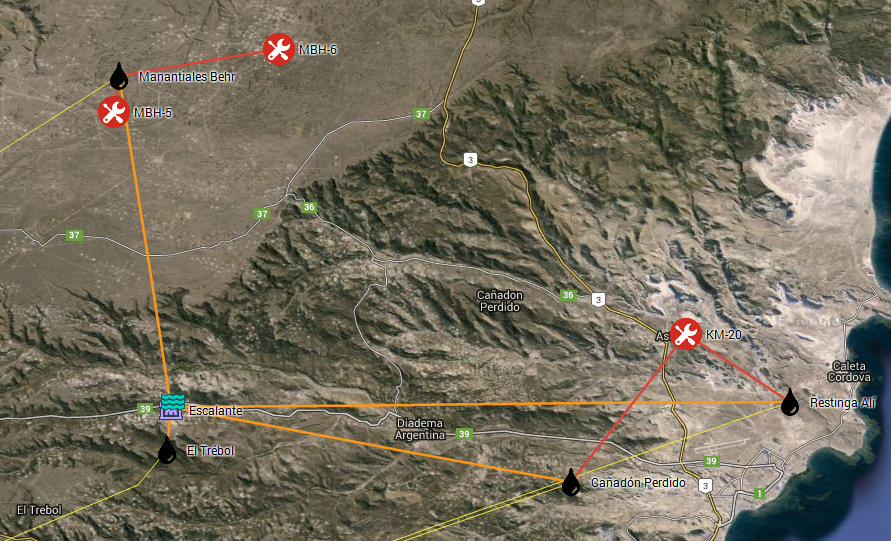 3
MBH-6
Manantiales Behr
MBH-5
37
3
36
37
37
Cañadon
Perdido
36
3
As
KM-20
Caleta
Cordova
39
Escalante
Restinga Alí
Diadema
Argentina
39
El Trébol
39
Cañadón Perdido
3
1
El Trebol